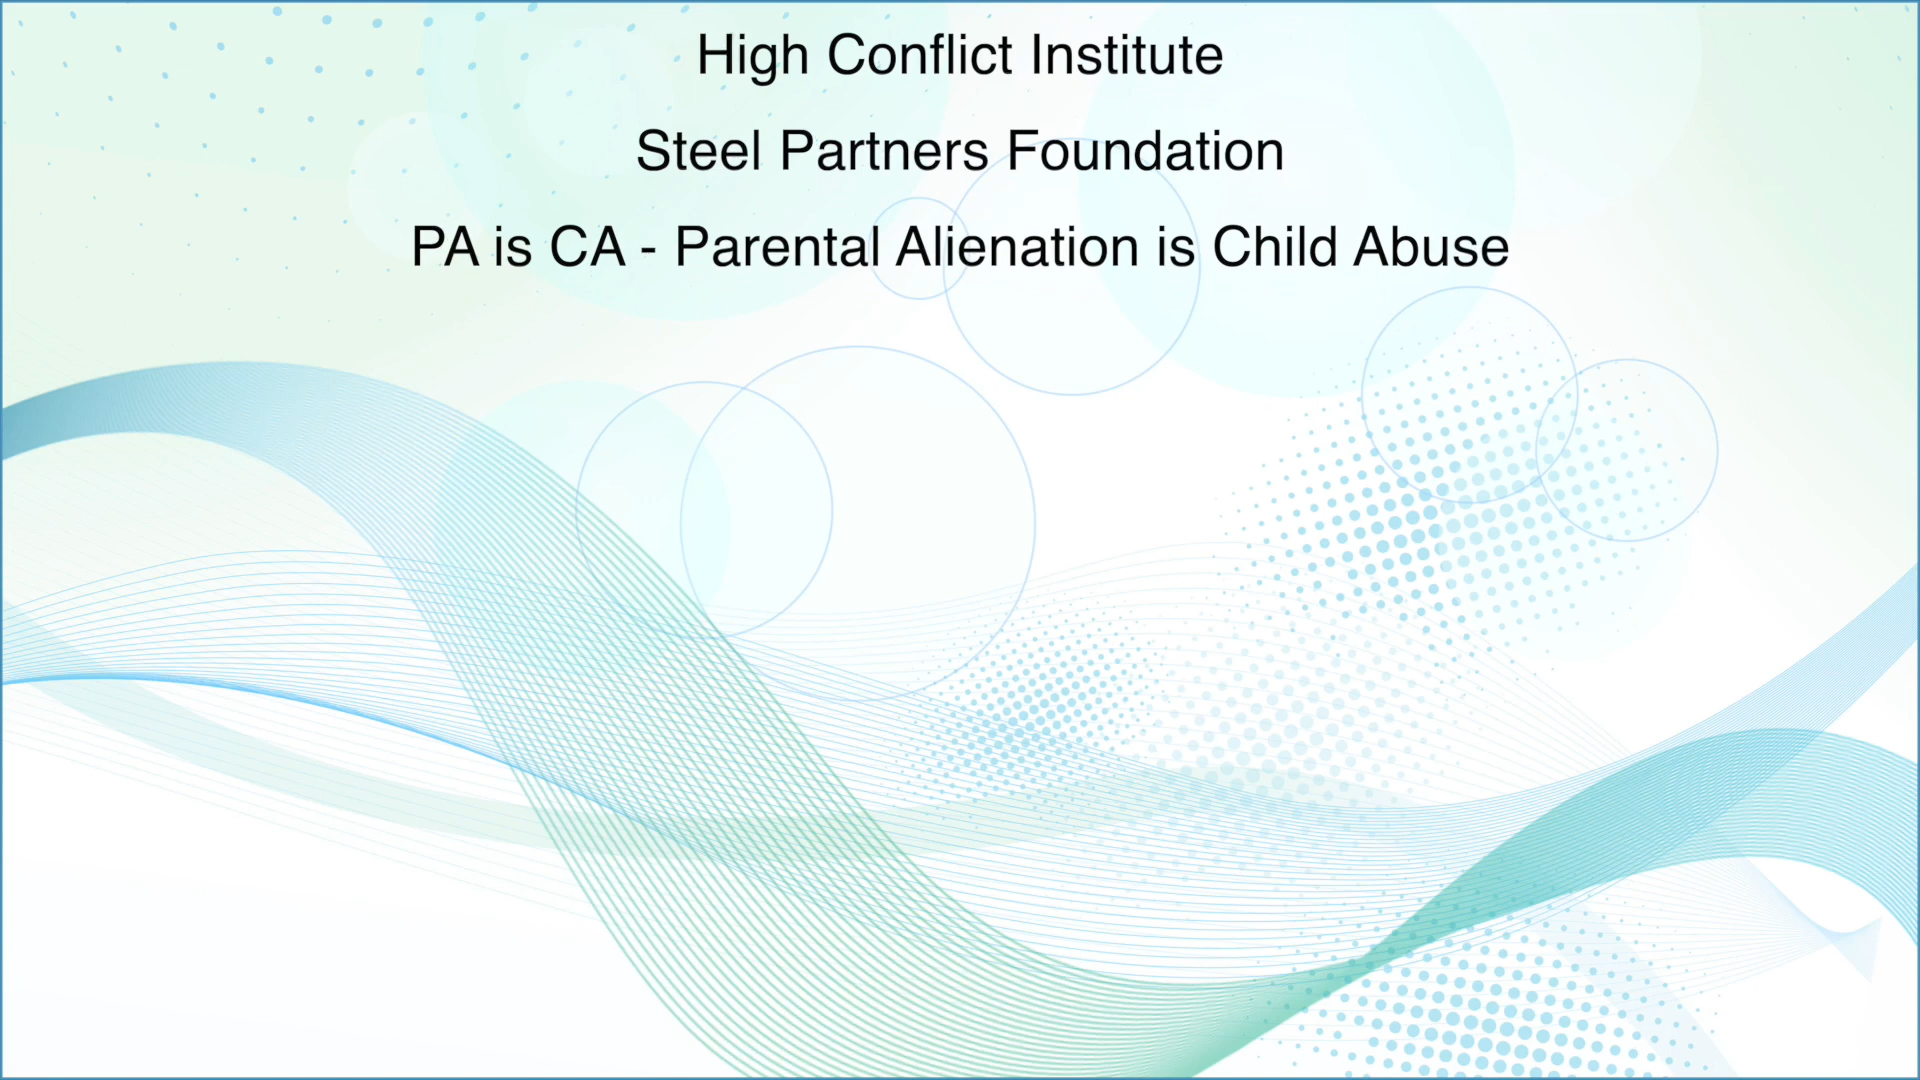 High Conflict Institute
Steel Partners Foundation
PA is CA - Parental Alienation is Child Abuse